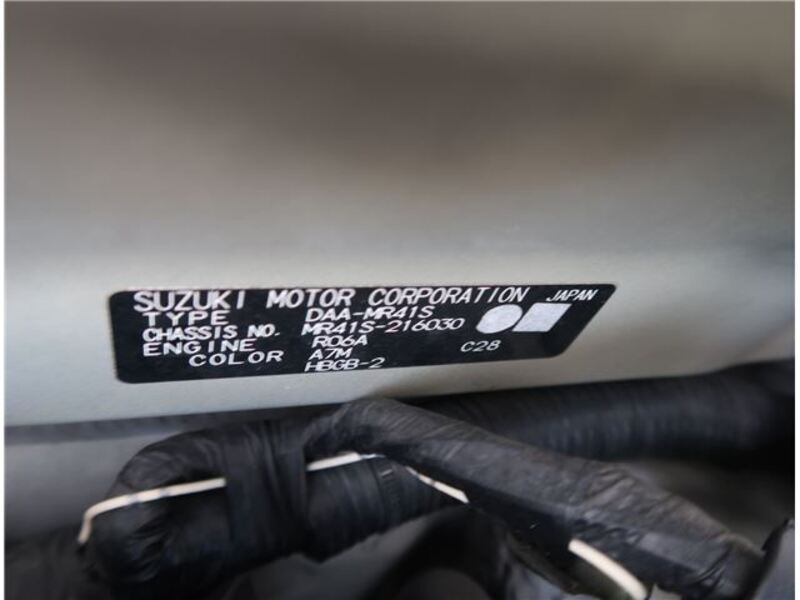 SUZUKI MOTOR CORPORATION JAPAN
TYPE DAA-MR41S
CHASSIS NO. MR41S-216030
ENGINE R06A
COLOR A7M C28
HBGB-2